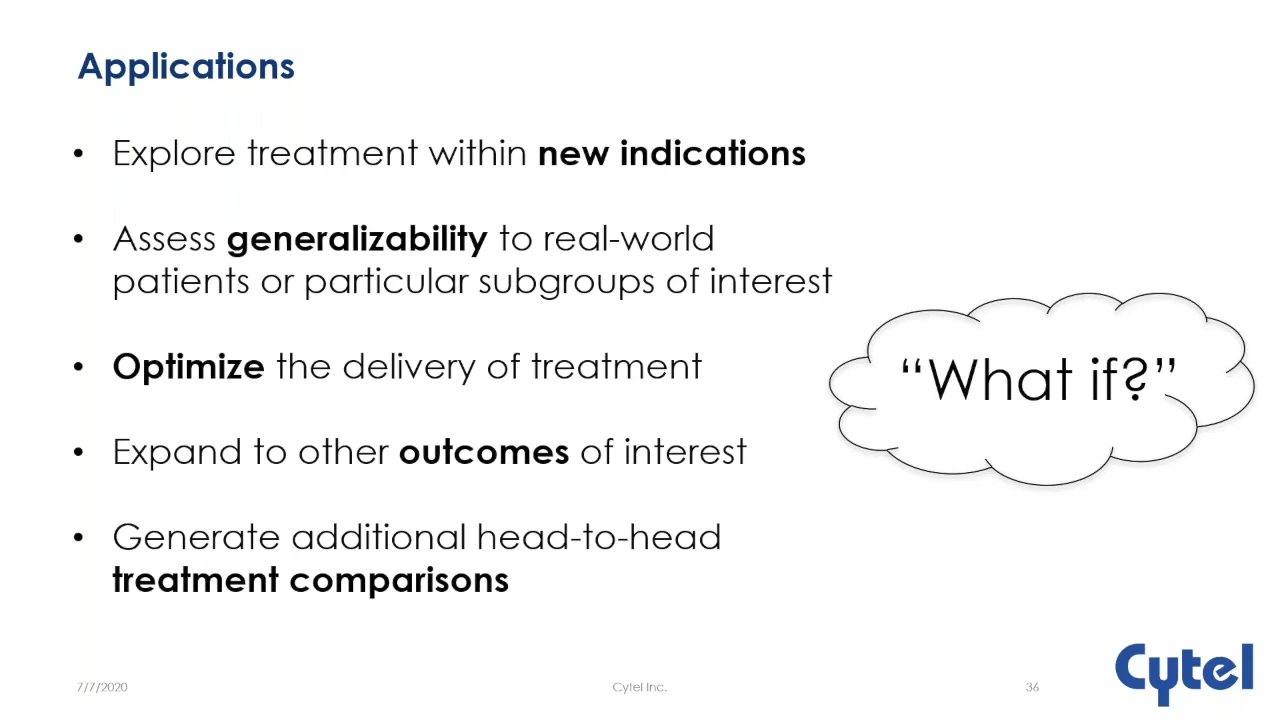 Applications
• Explore treatment within new indications
• Assess generalizability to real-world
patients or particular subgroups of interest
• Optimize the delivery of treatment
• Expand to other outcomes of interest
• Generate additional head-to-head
treatment comparisons
“What if?”
7/7/2020
Cytel Inc.
36
Cytel